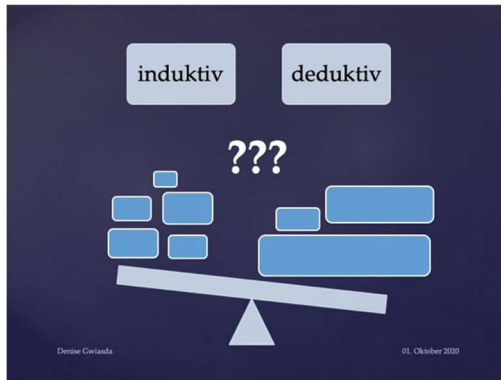 induktiv
deduktiv
???
Denise Gwiasda
01. Oktober 2020